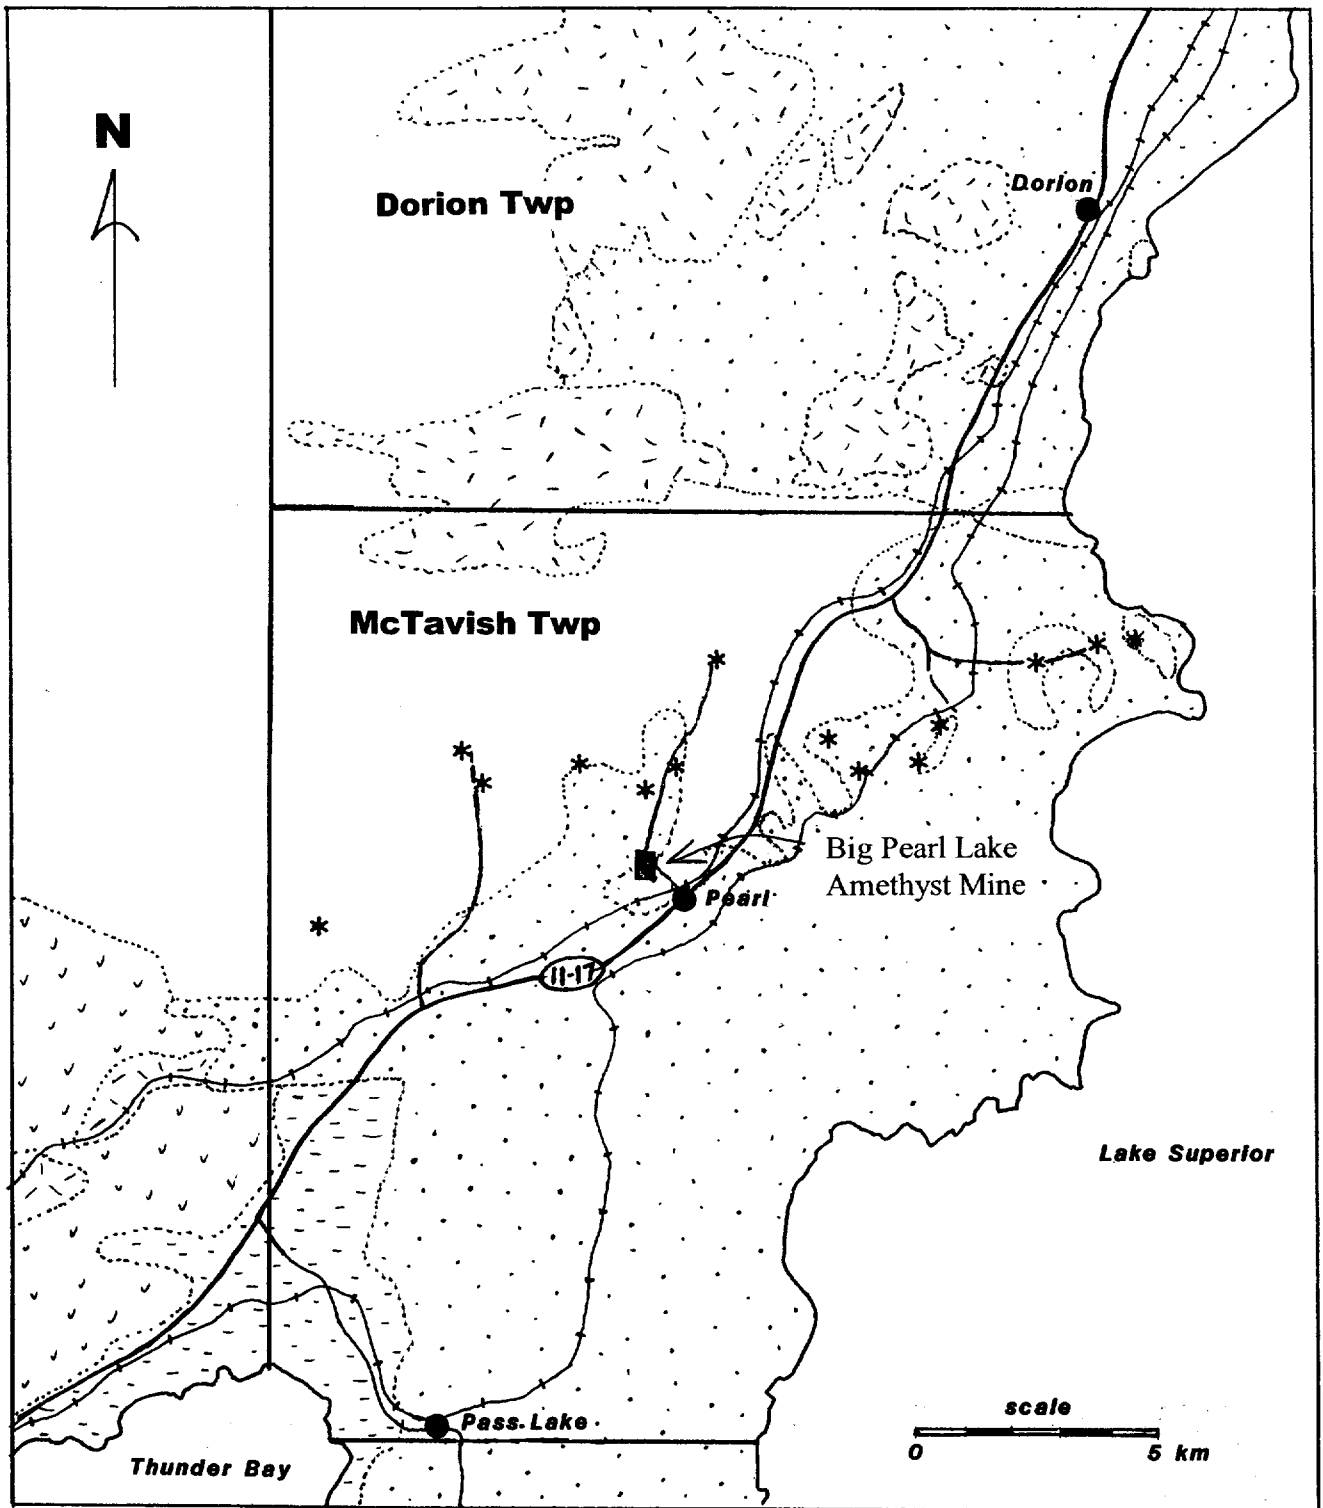 N
Dorion
Dorion Twp
McTavish Twp
Big Pearl Lake
Amethyst Mine
Pearl
11-17
Lake Superior
scale
0 5 km
Pass Lake
Thunder Bay